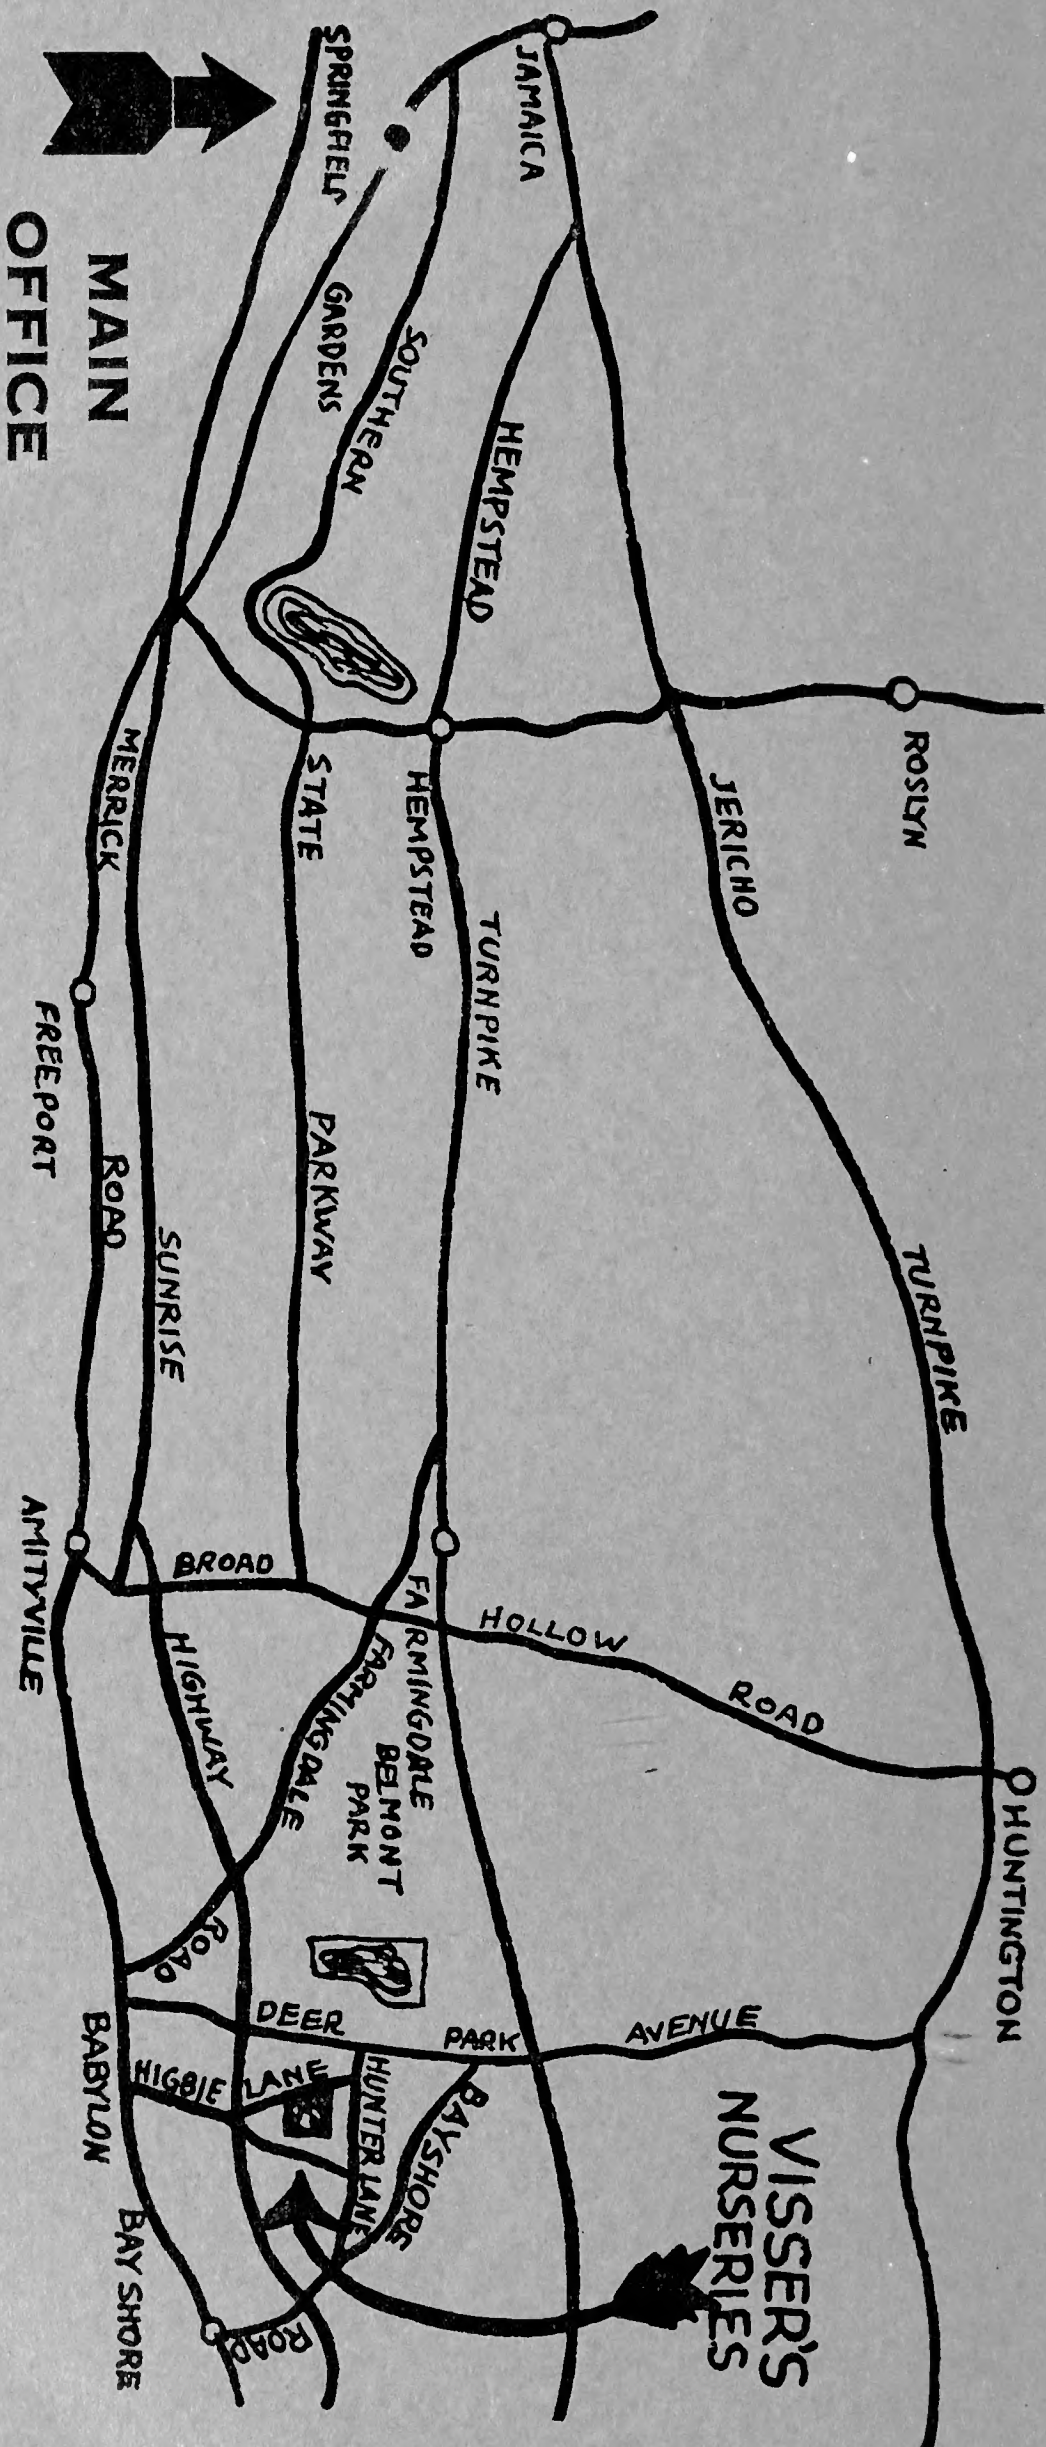 ROSLYN
HUNTINGTON
JERICHO
TURNPIKE
VISSER'S
NURSERIES
JAMAICA
HEMPSTEAD
TURNPIKE
HEMPSTEAD
FARMINGDALE
HOLLOW
ROAD
BROAD
DEER
PARK
AVENUE
SOUTHERN
STATE
PARKWAY
BELMONT
PARK
FARMINGDALE
ROAD
BAYSHORE
ROAD
HUNTER LANE
HIGBIE LANE
SPRINGFIELD
GARDENS
SUNRISE
HIGHWAY
MERRICK
ROAD
FREEPORT
AMITYVILLE
BABYLON
BAY SHORE
MAIN
OFFICE